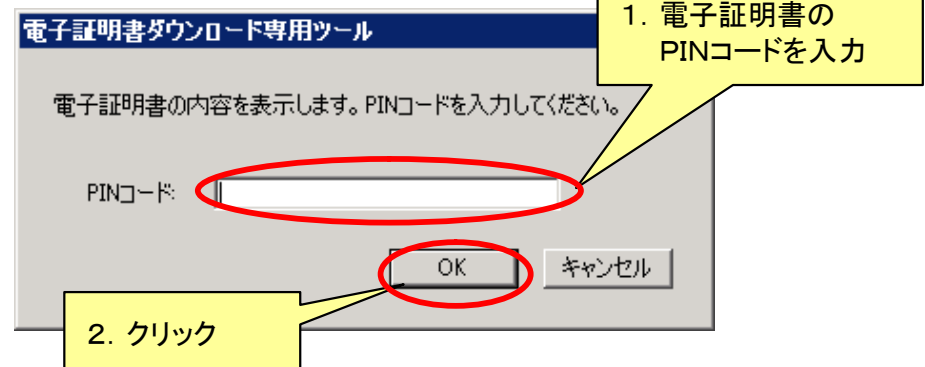 電子証明書ダウンロード専用ツール
1．電子証明書の
PINコードを入力
電子証明書の内容を表示します。PINコードを入力してください。
PINコード:
OK
キャンセル
２．クリック